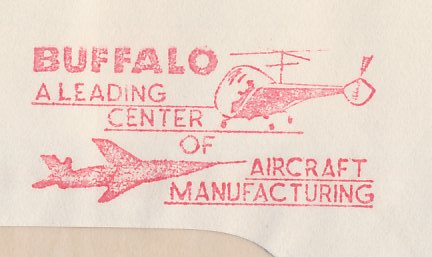 BUFFALO
A LEADING
CENTER
OF
AIRCRAFT
MANUFACTURING